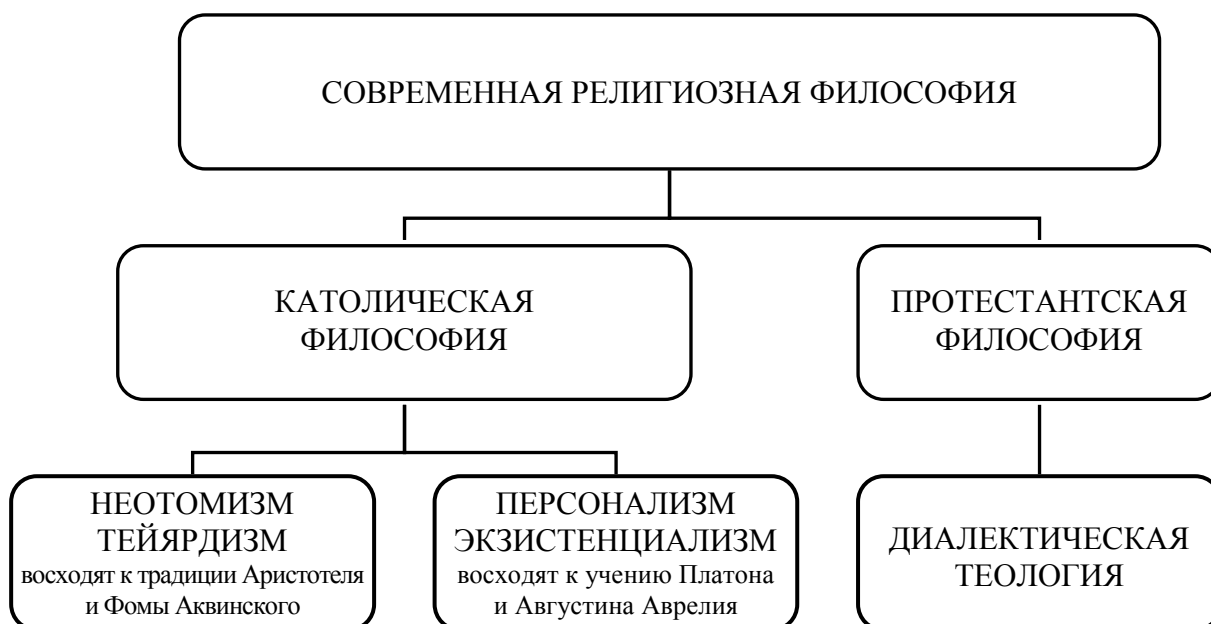 СОВРЕМЕННАЯ РЕЛИГИОЗНАЯ ФИЛОСОФИЯ
КАТОЛИЧЕСКАЯ
ФИЛОСОФИЯ
ПРОТЕСТАНТСКАЯ
ФИЛОСОФИЯ
НЕОТОМИЗМ
ТЕЙЯРДИЗМ
восходят к традиции Аристотеля
и Фомы Аквинского
ПЕРСОНАЛИЗМ
ЭКЗИСТЕНЦИАЛИЗМ
восходят к учению Платона
и Августина Аврелия
ДИАЛЕКТИЧЕСКАЯ
ТЕОЛОГИЯ